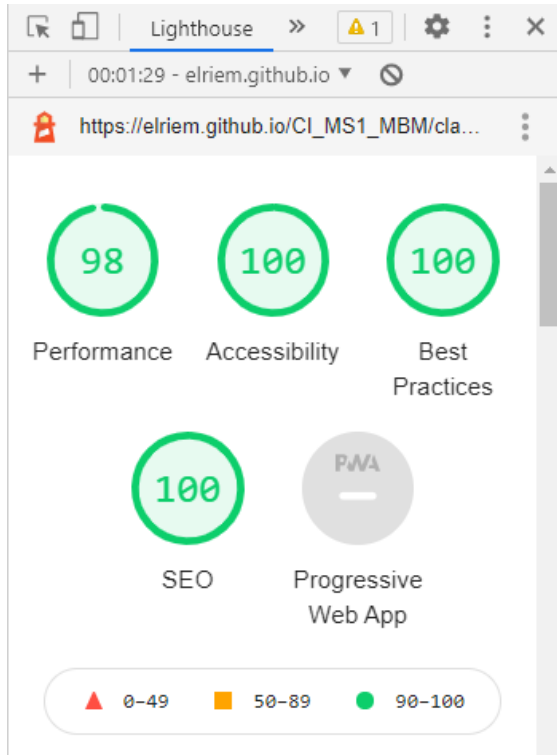 Lighthouse » 1
00:01:29 - elriem.github.io ▼
https://elriem.github.io/CI_MS1_MBM/cla...
98 100 100
Performance Accessibility Best
Practices
100 PWA
SEO Progressive
Web App
0–49 50–89 90–100